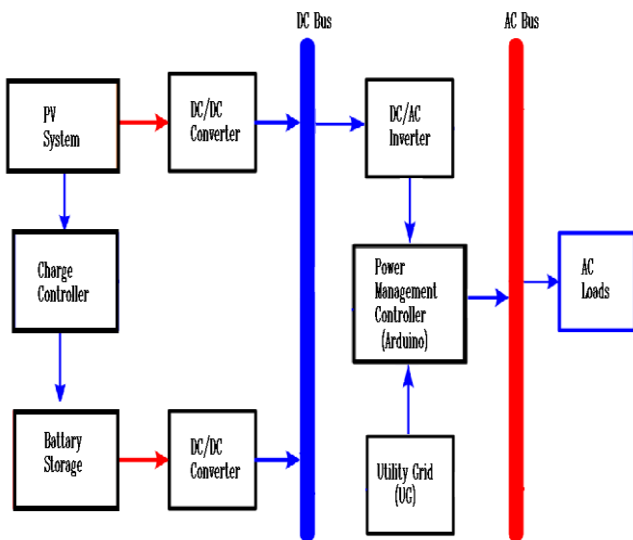 DC Bus
AC Bus
PV
System
DC/DC
Converter
DC/AC
Inverter
Charge
Controller
Power
Management
Controller
(Arduino)
AC
Loads
Battary
Storage
DC/DC
Converter
Utility Grid
(UG)